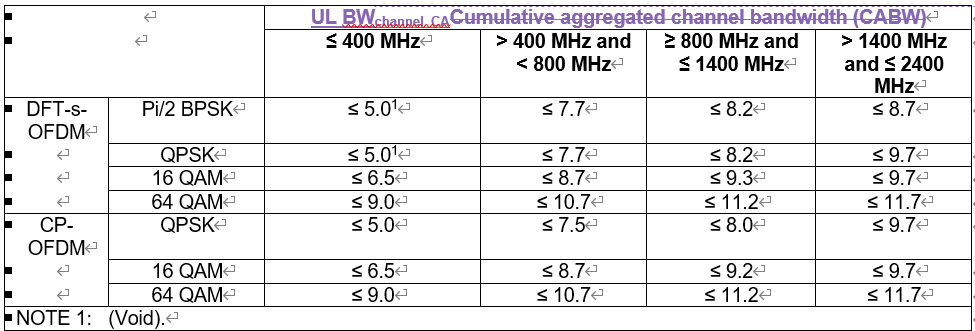 UL BWchannel_CACumulative aggregated channel bandwidth (CABW)
≤ 400 MHz > 400 MHz and < 800 MHz ≥ 800 MHz and ≤ 1400 MHz > 1400 MHz and ≤ 2400 MHz
DFT-s-OFDM Pi/2 BPSK ≤ 5.0¹ ≤ 7.7 ≤ 8.2 ≤ 8.7
QPSK ≤ 5.0¹ ≤ 7.7 ≤ 8.2 ≤ 9.7
16 QAM ≤ 6.5 ≤ 8.7 ≤ 9.3 ≤ 9.7
64 QAM ≤ 9.0 ≤ 10.7 ≤ 11.2 ≤ 11.7
CP-OFDM QPSK ≤ 5.0 ≤ 7.5 ≤ 8.0 ≤ 9.7
16 QAM ≤ 6.5 ≤ 8.7 ≤ 9.2 ≤ 9.7
64 QAM ≤ 9.0 ≤ 10.7 ≤ 11.2 ≤ 11.7
NOTE 1: (Void).